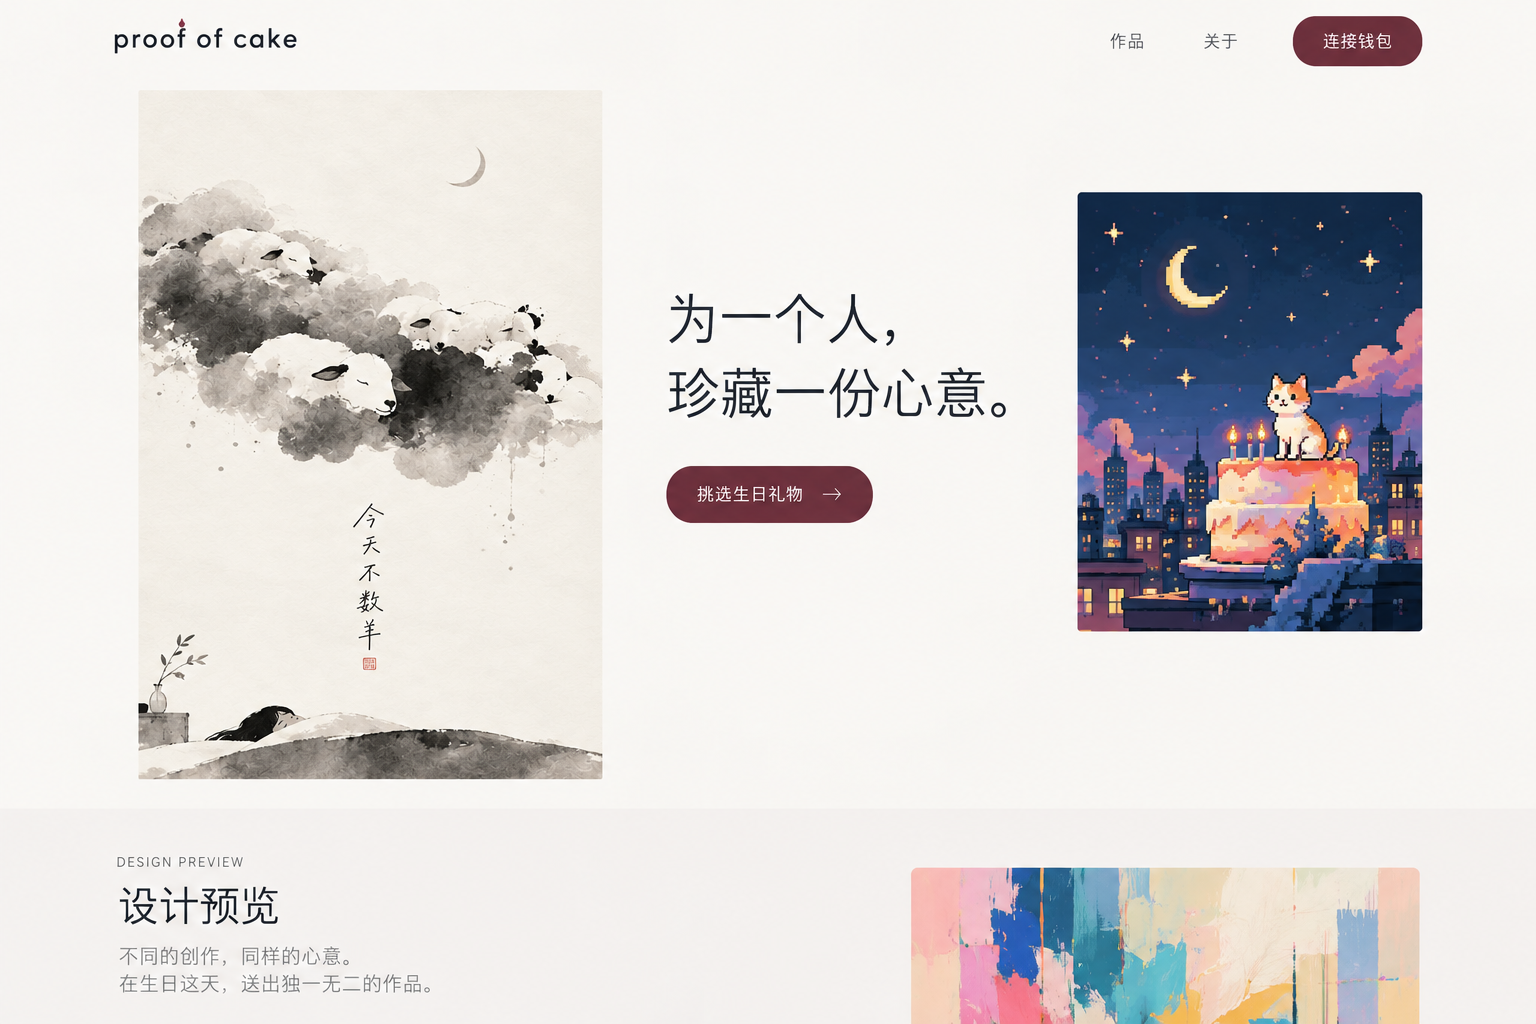 proof of cake
作品
关于
连接钱包
今天不数羊
为一个人，
珍藏一份心意。
挑选生日礼物 →
DESIGN PREVIEW
设计预览
不同的创作，同样的心意。
在生日这天，送出独一无二的作品。